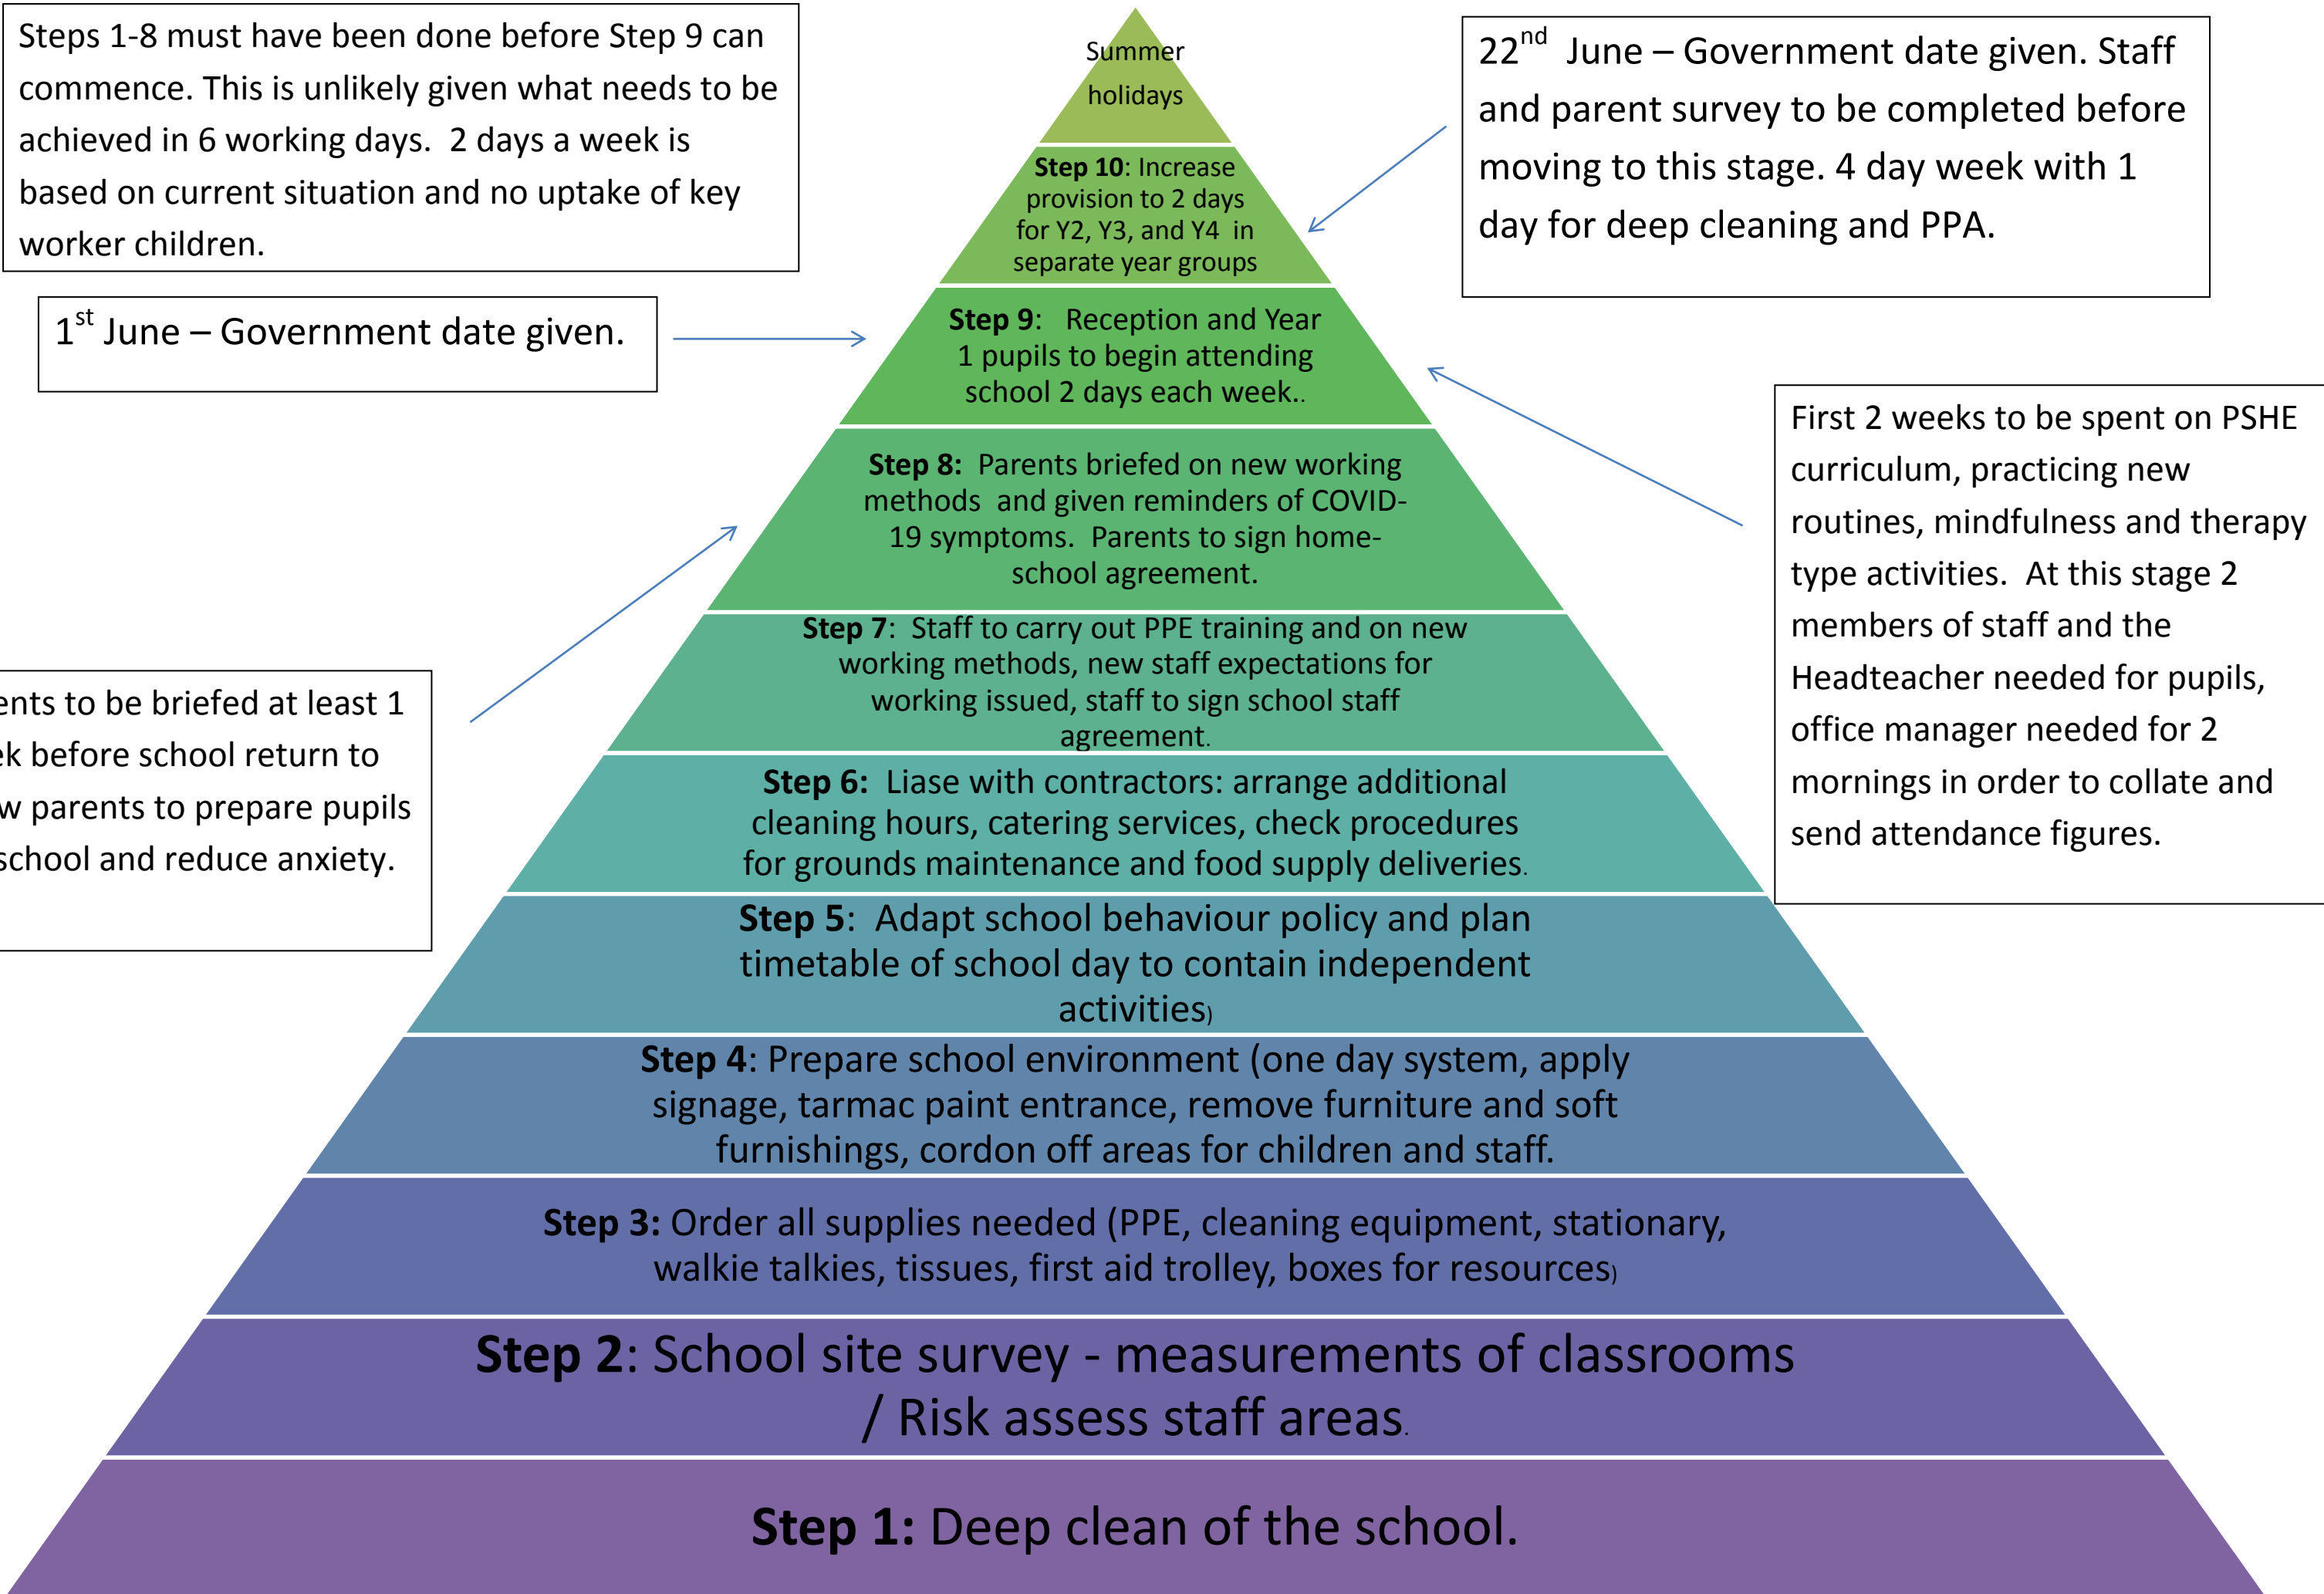 Steps 1-8 must have been done before Step 9 can
commence. This is unlikely given what needs to be
achieved in 6 working days.  2 days a week is
based on current situation and no uptake of key
worker children.
1st June – Government date given.
ents to be briefed at least 1
ek before school return to
w parents to prepare pupils
school and reduce anxiety.
Summer
holidays
Step 10: Increase
provision to 2 days
for Y2, Y3, and Y4  in
separate year groups
Step 9:   Reception and Year
1 pupils to begin attending
school 2 days each week..
Step 8:  Parents briefed on new working
methods  and given reminders of COVID-
19 symptoms.  Parents to sign home-
school agreement.
Step 7:  Staff to carry out PPE training and on new
working methods, new staff expectations for
working issued, staff to sign school staff
agreement.
Step 6:  Liase with contractors: arrange additional
cleaning hours, catering services, check procedures
for grounds maintenance and food supply deliveries.
Step 5:  Adapt school behaviour policy and plan
timetable of school day to contain independent
activities)
Step 4: Prepare school environment (one day system, apply
signage, tarmac paint entrance, remove furniture and soft
furnishings, cordon off areas for children and staff.
Step 3: Order all supplies needed (PPE, cleaning equipment, stationary,
walkie talkies, tissues, first aid trolley, boxes for resources)
Step 2: School site survey - measurements of classrooms
/ Risk assess staff areas.
Step 1: Deep clean of the school.
22nd  June – Government date given. Staff
and parent survey to be completed before
moving to this stage. 4 day week with 1
day for deep cleaning and PPA.
First 2 weeks to be spent on PSHE
curriculum, practicing new
routines, mindfulness and therapy
type activities.  At this stage 2
members of staff and the
Headteacher needed for pupils,
office manager needed for 2
mornings in order to collate and
send attendance figures.